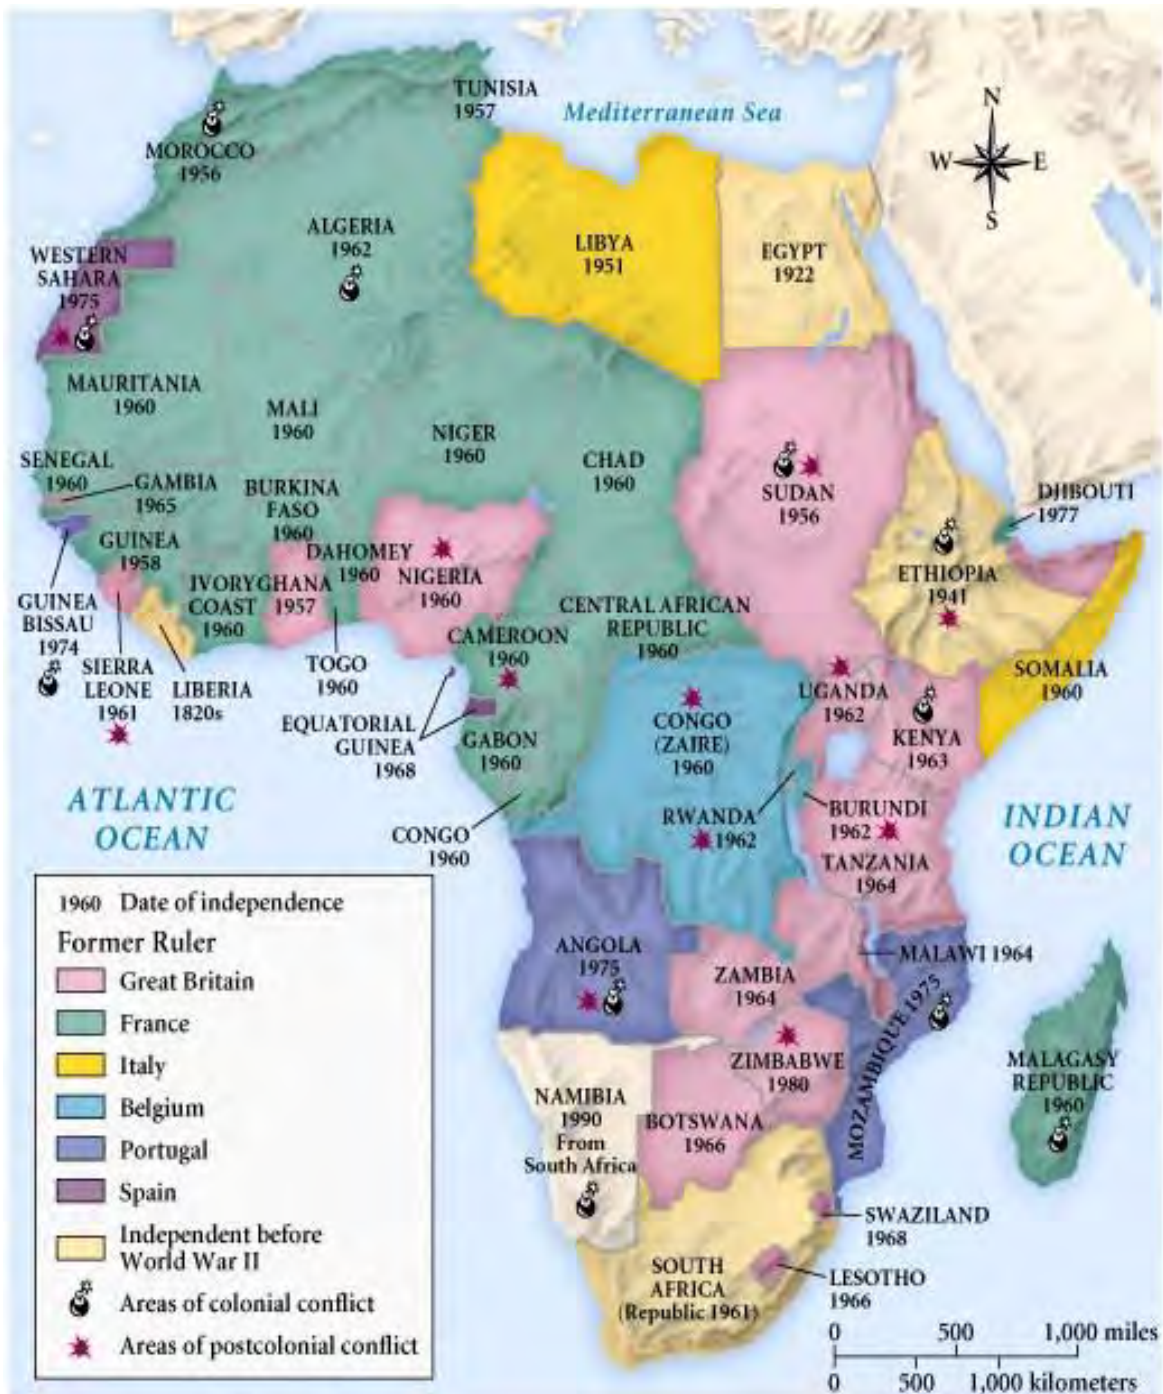 TUNISIA
1957
Mediterranean Sea
N
W
E
S
MOROCCO
1956
ALGERIA
1962
LIBYA
1951
EGYPT
1922
WESTERN
SAHARA
1975
MAURITANIA
1960
MALI
1960
NIGER
1960
CHAD
1960
SUDAN
1956
SENEGAL
1960
GAMBIA
1965
BURKINA
FASO
1960
DJIBOUTI
1977
GUINEA
1958
DAHOMEY
1960
NIGERIA
1960
IVORY
COAST
1960
GHANA
1957
ETHIOPIA
1941
GUINEA
BISSAU
1974
SIERRA
LEONE
1961
LIBERIA
1820s
TOGO
1960
CAMEROON
1960
CENTRAL AFRICAN
REPUBLIC
1960
SOMALIA
1960
EQUATORIAL
GUINEA
1968
GABON
1960
CONGO
(ZAIRE)
1960
UGANDA
1962
KENYA
1963
ATLANTIC
OCEAN
CONGO
1960
RWANDA
1962
BURUNDI
1962
TANZANIA
1964
INDIAN
OCEAN
ANGOLA
1975
ZAMBIA
1964
MALAWI 1964
MOZAMBIQUE 1975
ZIMBABWE
1980
MALAGASY
REPUBLIC
1960
NAMIBIA
1990
From
South Africa
BOTSWANA
1966
SWAZILAND
1968
SOUTH
AFRICA
(Republic 1961)
LESOTHO
1966
1960 Date of independence
Former Ruler
Great Britain
France
Italy
Belgium
Portugal
Spain
Independent before
World War II
Areas of colonial conflict
Areas of postcolonial conflict
0 500 1,000 miles
0 500 1,000 kilometers